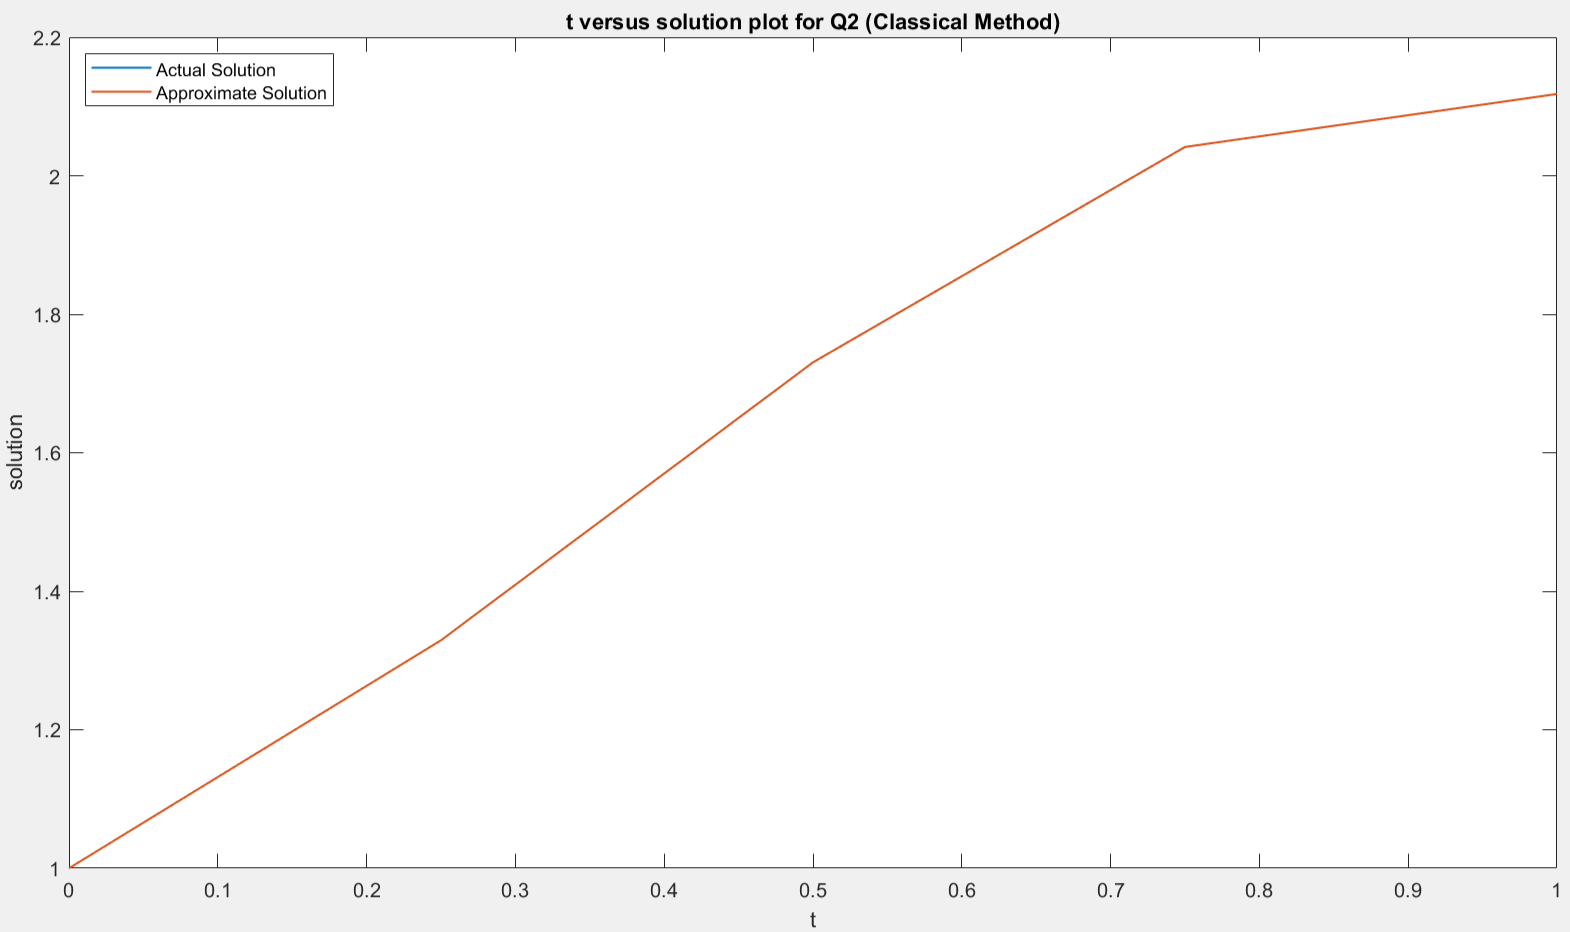 t versus solution plot for Q2 (Classical Method)
2.2
Actual Solution
Approximate Solution
2
1.8
1.6
solution
1.4
1.2
1
0 0.1 0.2 0.3 0.4 0.5 0.6 0.7 0.8 0.9 1
t